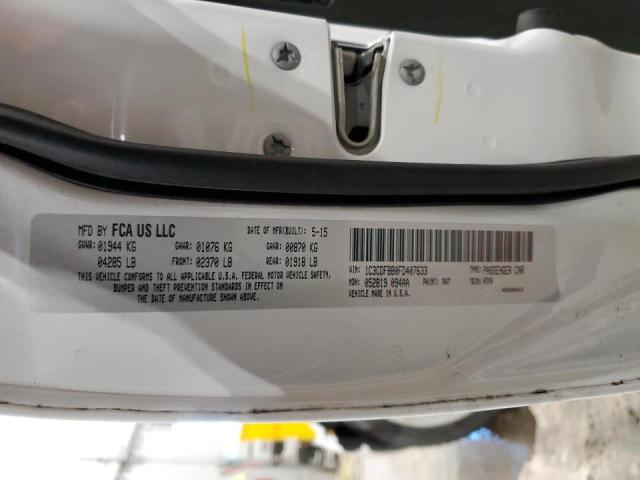 MFD BY FCA US LLC DATE OF MFR(BUILT): 5-15
GVWR: 01944 KG GAWR: 01076 KG GAWR: 00870 KG
04285 LB FRONT: 02370 LB REAR: 01918 LB
THIS VEHICLE CONFORMS TO ALL APPLICABLE U.S.A. FEDERAL MOTOR VEHICLE SAFETY,
BUMPER AND THEFT PREVENTION STANDARDS IN EFFECT ON
THE DATE OF MANUFACTURE SHOWN ABOVE.
VIN: 1C3CDFBB0FD407633 TYPE: PASSENGER CAR
MDH: 052819 094AA PAINT: PW7 TRIM:
VEHICLE MADE IN U.S.A.